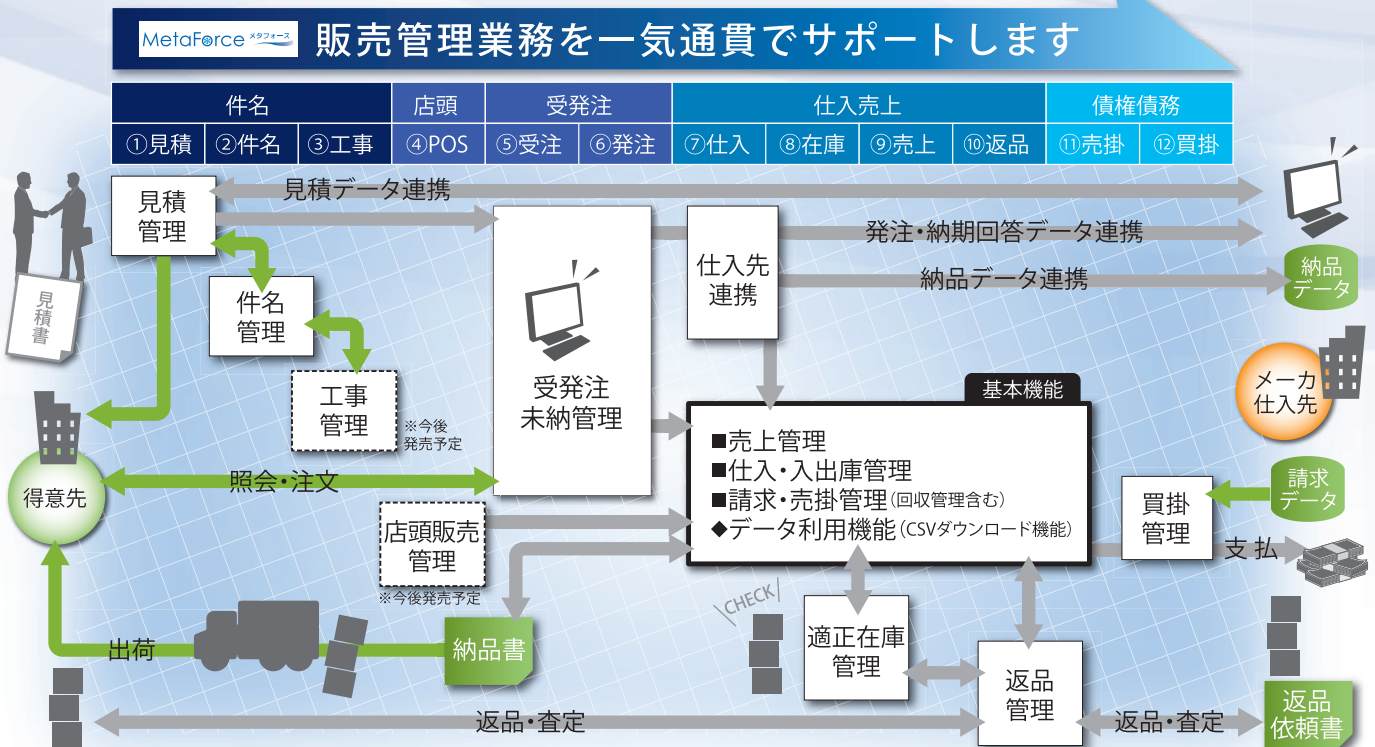 MetaForce メタフォース 販売管理業務を一気通貫でサポートします
件名 店頭 受発注 仕入売上 債権債務
①見積 ②件名 ③工事 ④POS ⑤受注 ⑥発注 ⑦仕入 ⑧在庫 ⑨売上 ⑩返品 ⑪売掛 ⑫買掛
見積データ連携
見積
管理
発注・納期回答データ連携
仕入先
連携
納品データ連携
納品
データ
見積書
件名
管理
工事
管理
※今後
発売予定
受発注
未納管理
メーカ
仕入先
基本機能
■売上管理
■仕入・入出庫管理
■請求・売掛管理(回収管理含む)
◆データ利用機能(CSVダウンロード機能)
得意先
照会・注文
請求
データ
買掛
管理
支払
店頭販売
管理
※今後発売予定
CHECK
適正在庫
管理
出荷
納品書
返品
管理
返品・査定
返品・査定
返品
依頼書